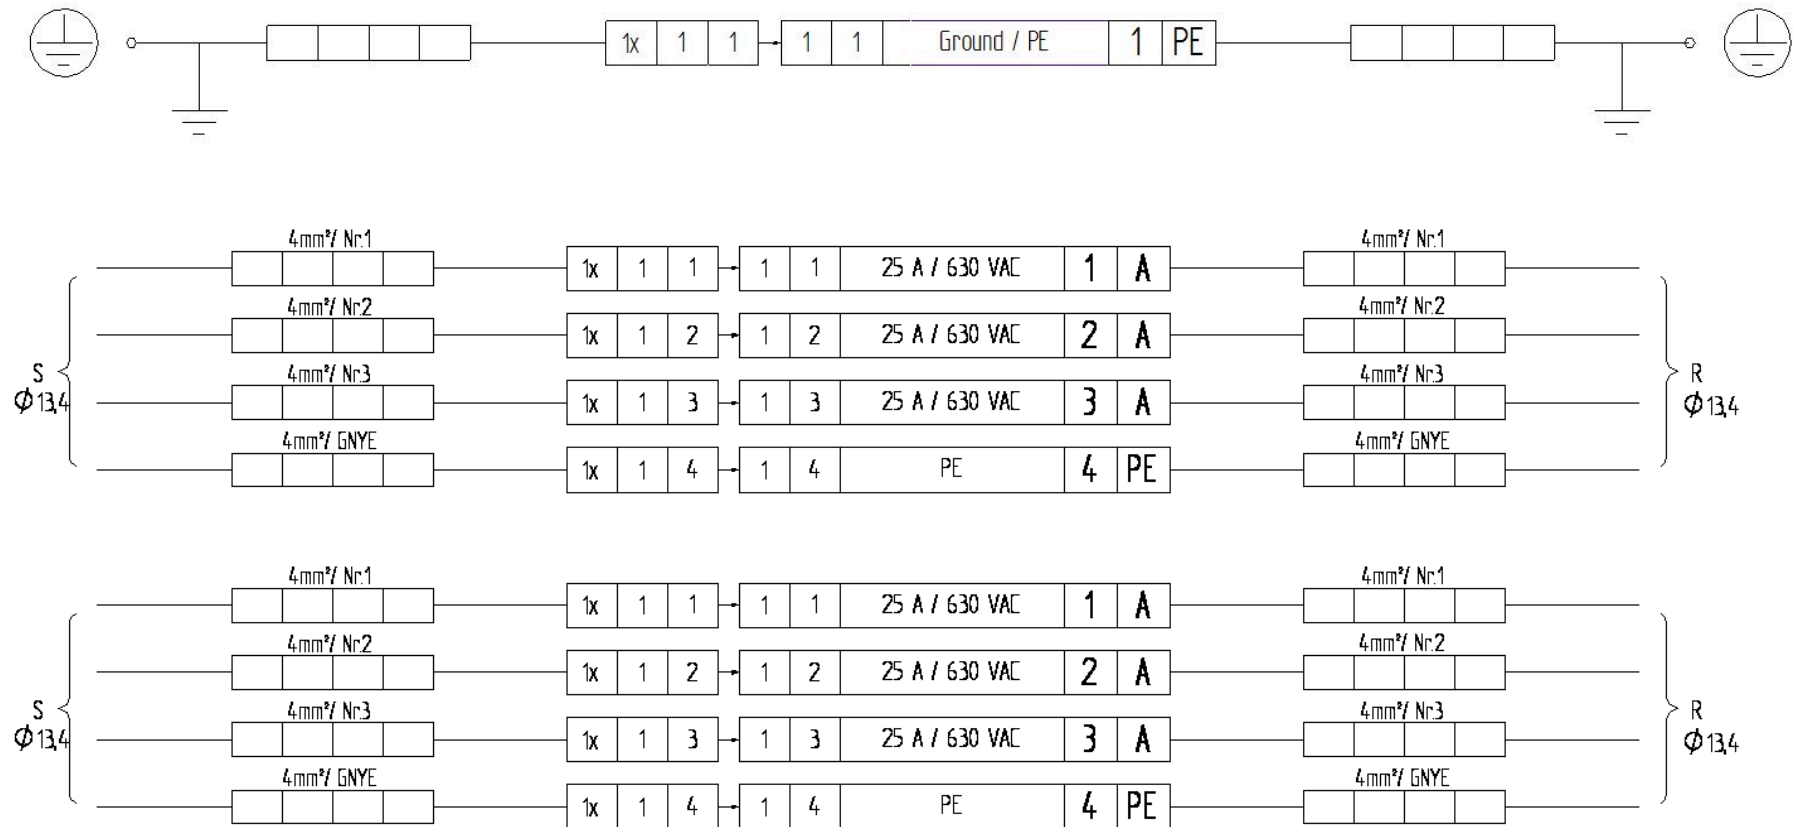 1x 1 1 1 1 Ground / PE 1 PE
4mm²/ Nr.1 4mm²/ Nr.1
1x 1 1 1 1 25 A / 630 VAC 1 A
4mm²/ Nr.2 4mm²/ Nr.2
1x 1 2 1 2 25 A / 630 VAC 2 A
4mm²/ Nr.3 4mm²/ Nr.3
S R
1x 1 3 1 3 25 A / 630 VAC 3 A
Φ13,4 Φ13,4
4mm²/ GNYE 4mm²/ GNYE
1x 1 4 1 4 PE 4 PE
4mm²/ Nr.1 4mm²/ Nr.1
1x 1 1 1 1 25 A / 630 VAC 1 A
4mm²/ Nr.2 4mm²/ Nr.2
1x 1 2 1 2 25 A / 630 VAC 2 A
4mm²/ Nr.3 4mm²/ Nr.3
S R
1x 1 3 1 3 25 A / 630 VAC 3 A
Φ13,4 Φ13,4
4mm²/ GNYE 4mm²/ GNYE
1x 1 4 1 4 PE 4 PE